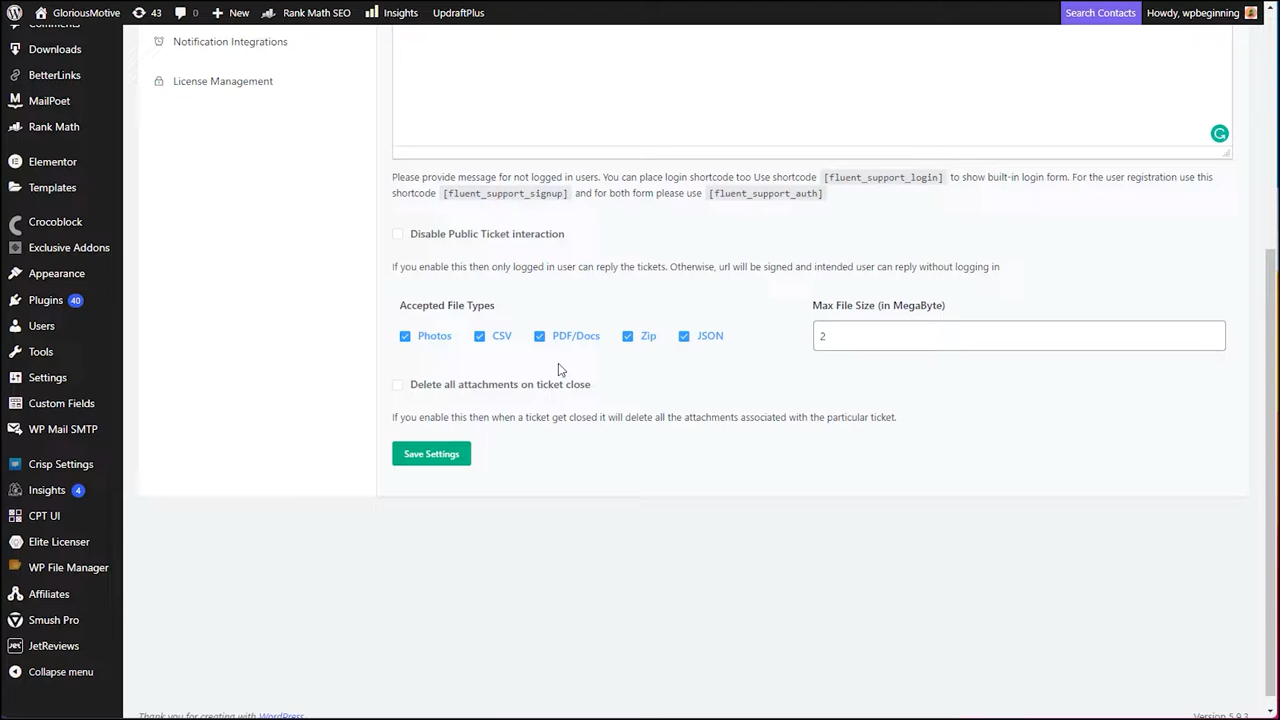 GloriousMotive 43 0 New Rank Math SEO Insights UpdraftPlus Search Contacts Howdy, wpbeginning
Comments
Downloads
BetterLinks
MailPoet
Rank Math
Elementor
Templates
Crocoblock
Exclusive Addons
Appearance
Plugins 40
Users
Tools
Settings
Custom Fields
WP Mail SMTP
Crisp Settings
Insights 4
CPT UI
Elite Licenser
WP File Manager
Affiliates
Smush Pro
Jet JetReviews
Collapse menu
Notification Integrations
License Management
Please provide message for not logged in users. You can place login shortcode too Use shortcode [fluent_support_login] to show built-in login form. For the user registration use this
shortcode [fluent_support_signup] and for both form please use [fluent_support_auth]
Disable Public Ticket interaction
If you enable this then only logged in user can reply the tickets. Otherwise, url will be signed and intended user can reply without logging in
Accepted File Types
Photos CSV PDF/Docs Zip JSON
Max File Size (in MegaByte)
2
Delete all attachments on ticket close
If you enable this then when a ticket get closed it will delete all the attachments associated with the particular ticket.
Save Settings
Thank you for creating with WordPress
Version 5.9.3